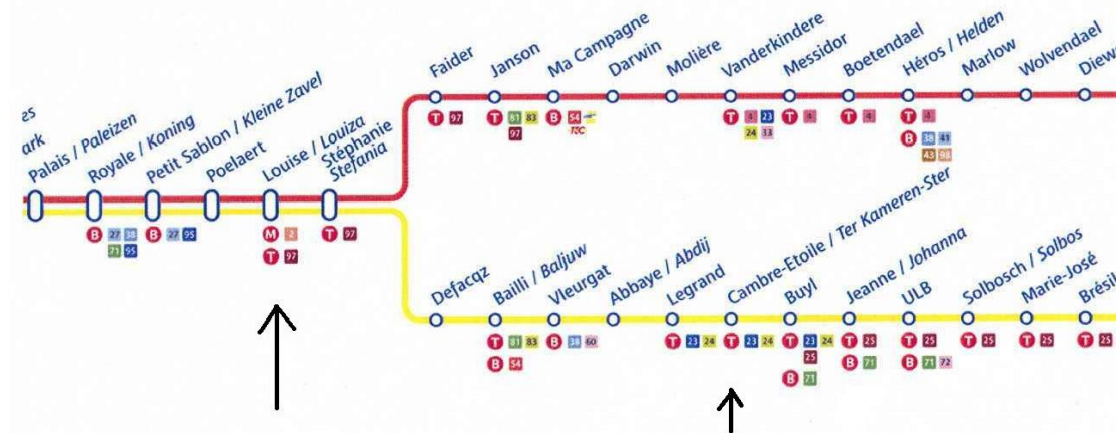 Faider
Janson
Ma Campagne
Darwin
Molière
Vanderkindere
Messidor
Boetendael
Héros / Helden
Marlow
Wolvendael
Diew
T 97
T 81 83
97
B 54
TEC
T 4 23
24 33
T 4
T 4
T 4
B 38 41
43 98
es
ark
Palais / Paleizen
Royale / Koning
Petit Sablon / Kleine Zavel
Poelaert
Louise / Louiza
Stéphanie
Stefania
B 27 38
71 95
B 27 95
M 2
T 97
T 97
Defacqz
Bailli / Baljuw
Vleurgat
Abbaye / Abdij
Legrand
Cambre-Etoile / Ter Kameren-Ster
Buyl
Jeanne / Johanna
ULB
Solbosch / Solbos
Marie-José
Brésil
T 81 83
B 54
B 38 60
T 23 24
T 23 24
T 23 24
25
B 71
T 25
B 71
T 25
B 71 72
T 25
T 25
T 25